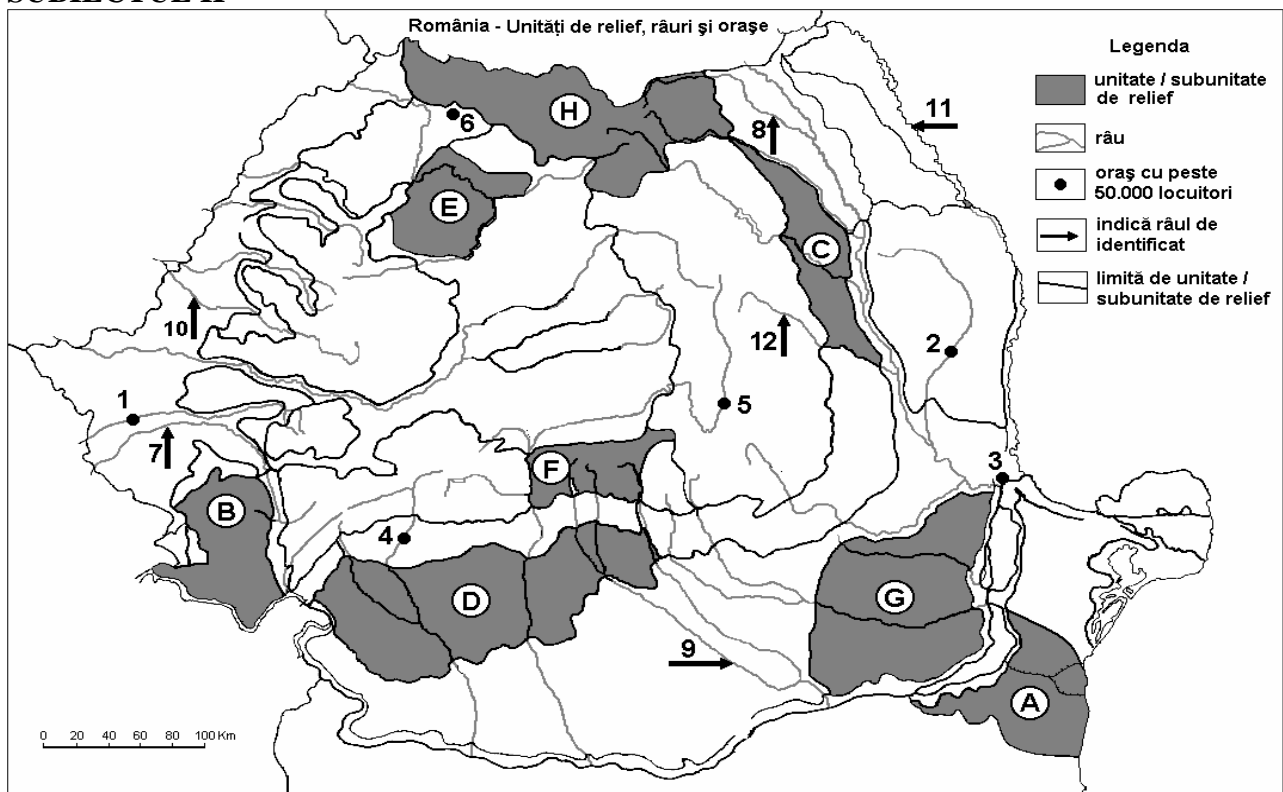 SUBIECTUL II
România - Unități de relief, râuri și orașe
Legenda
unitate / subunitate
de relief
râu
oraș cu peste
50.000 locuitori
indică râul de
identificat
limită de unitate /
subunitate de relief
11
8
H
6
E
C
10
12
2
1
7
5
F
3
B
4
D
G
9
A
0 20 40 60 80 100 Km